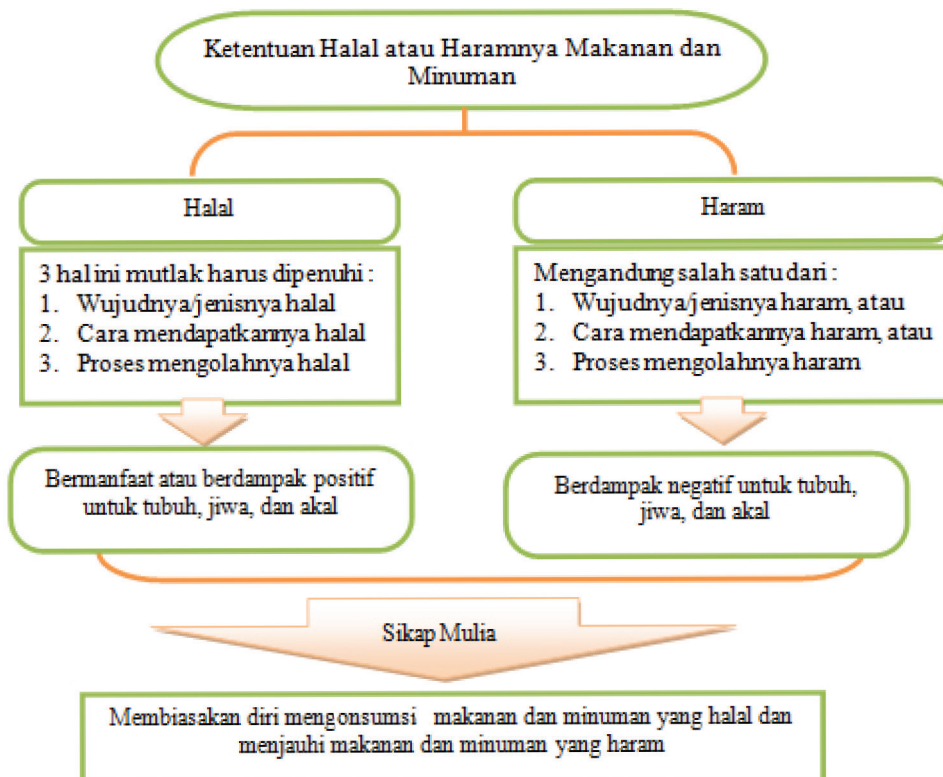 Ketentuan Halal atau Haramnya Makanan dan
Minuman
Halal
3 hal ini mutlak harus dipenuhi :
1. Wujudnya/jenisnya halal
2. Cara mendapatkannya halal
3. Proses mengolahnya halal
Haram
Mengandung salah satu dari :
1. Wujudnya/jenisnya haram, atau
2. Cara mendapatkannya haram, atau
3. Proses mengolahnya haram
Bermanfaat atau berdampak positif
untuk tubuh, jiwa, dan akal
Berdampak negatif untuk tubuh,
jiwa, dan akal
Sikap Mulia
Membiasakan diri mengonsumsi makanan dan minuman yang halal dan
menjauhi makanan dan minuman yang haram